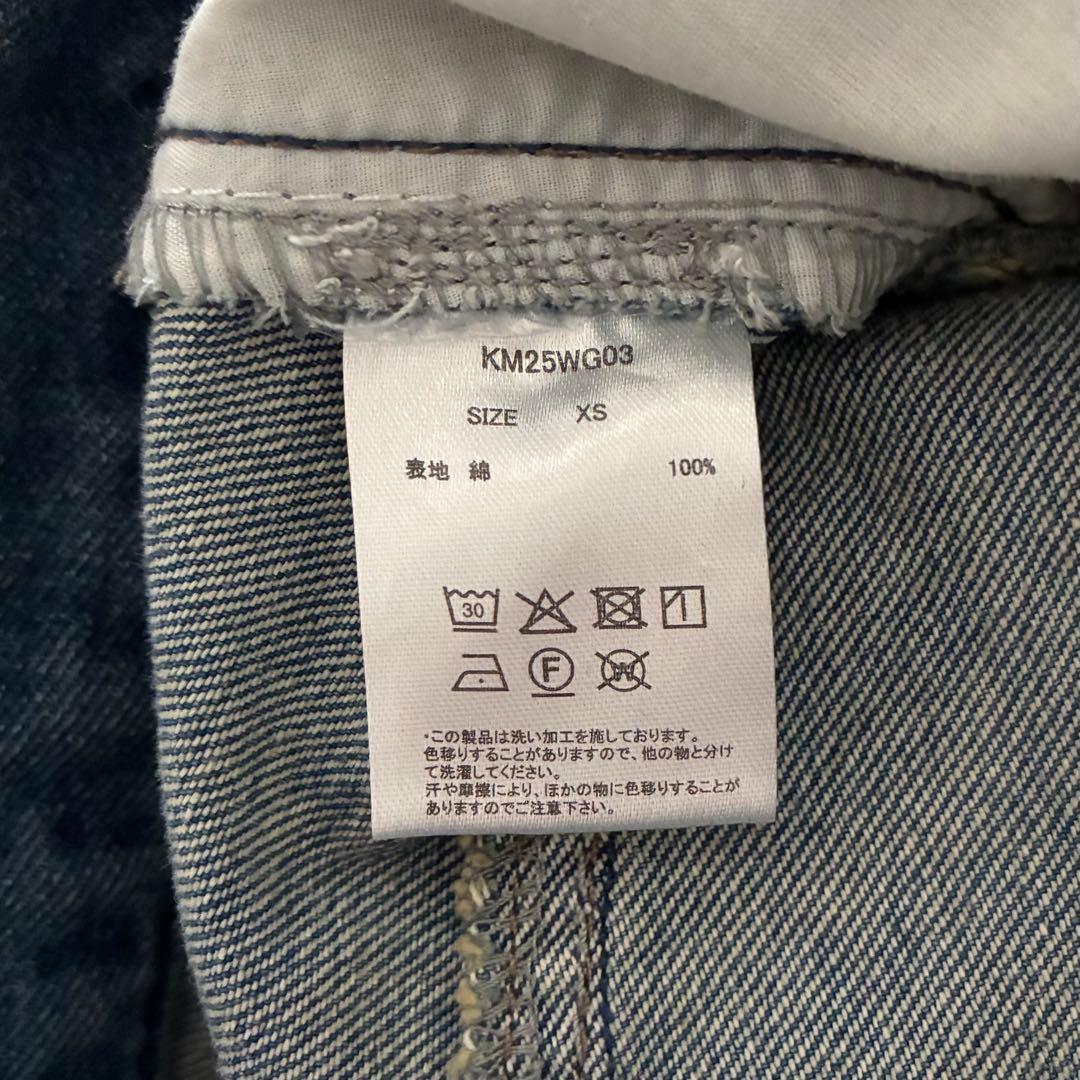 KM25WG03
SIZE XS
表地 綿 100%
30
F
W
・この製品は洗い加工を施しております。
色移りすることがありますので、他の物と分け
て洗濯してください。
汗や摩擦により、ほかの物に色移りすることが
ありますのでご注意下さい。